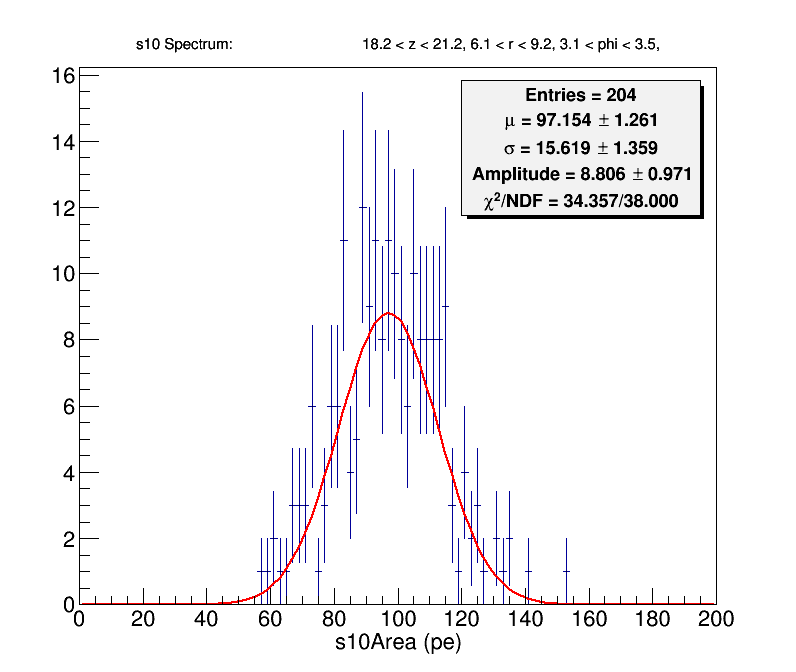 s10 Spectrum: 18.2 < z < 21.2, 6.1 < r < 9.2, 3.1 < phi < 3.5,
Entries = 204
μ = 97.154 ± 1.261
σ = 15.619 ± 1.359
Amplitude = 8.806 ± 0.971
χ²/NDF = 34.357/38.000
16
14
12
10
8
6
4
2
0
0 20 40 60 80 100 120 140 160 180 200
s10Area (pe)